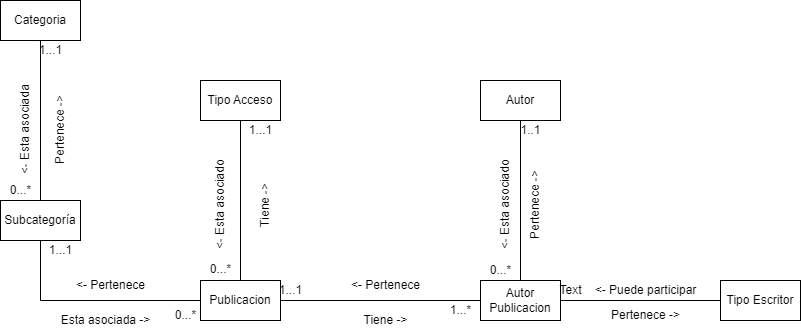 Categoria
1...1
<- Esta asociada
Pertenece ->
0...*
Subcategoría
1...1
Tipo Acceso
1...1
<- Esta asociado
Tiene ->
0...*
Autor
1..1
<- Esta asociado
Pertenece ->
0...*
<- Pertenece
Esta asociada ->
0...*
Publicacion
1...1
<- Pertenece
Tiene ->
1...*
Autor
Publicacion
Text
<- Puede participar
Pertenece ->
Tipo Escritor